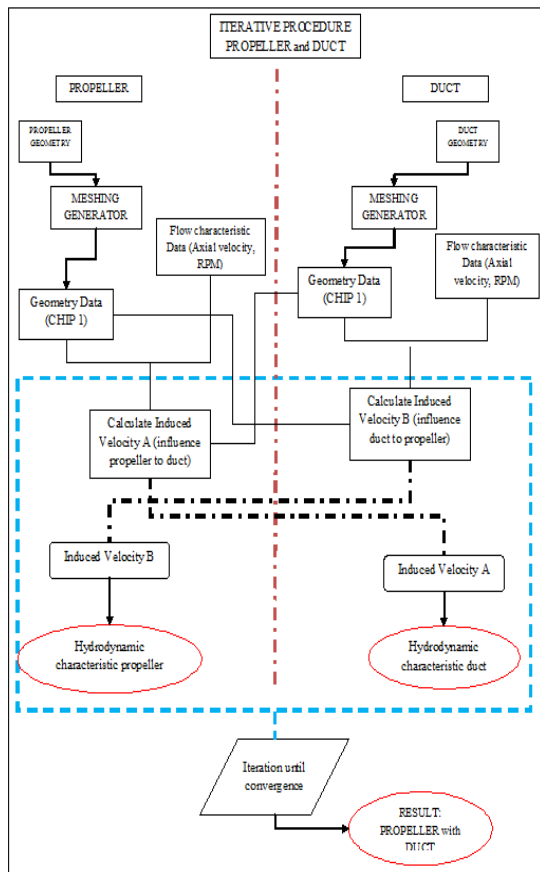 ITERATIVE PROCEDURE
PROPELLER and DUCT
PROPELLER
DUCT
PROPELLER
GEOMETRY
DUCT
GEOMETRY
MESHING
GENERATOR
MESHING
GENERATOR
Flow characteristic
Data (Axial velocity,
RPM)
Flow characteristic
Data (Axial
velocity, RPM)
Geometry Data
(CHIP 1)
Geometry Data
(CHIP 1)
Calculate Induced
Velocity A (influence
propeller to duct)
Calculate Induced
Velocity B (influence
duct to propeller)
Induced Velocity B
Induced Velocity A
Hydrodynamic
characteristic propeller
Hydrodynamic
characteristic duct
Iteration until
convergence
RESULT:
PROPELLER with
DUCT